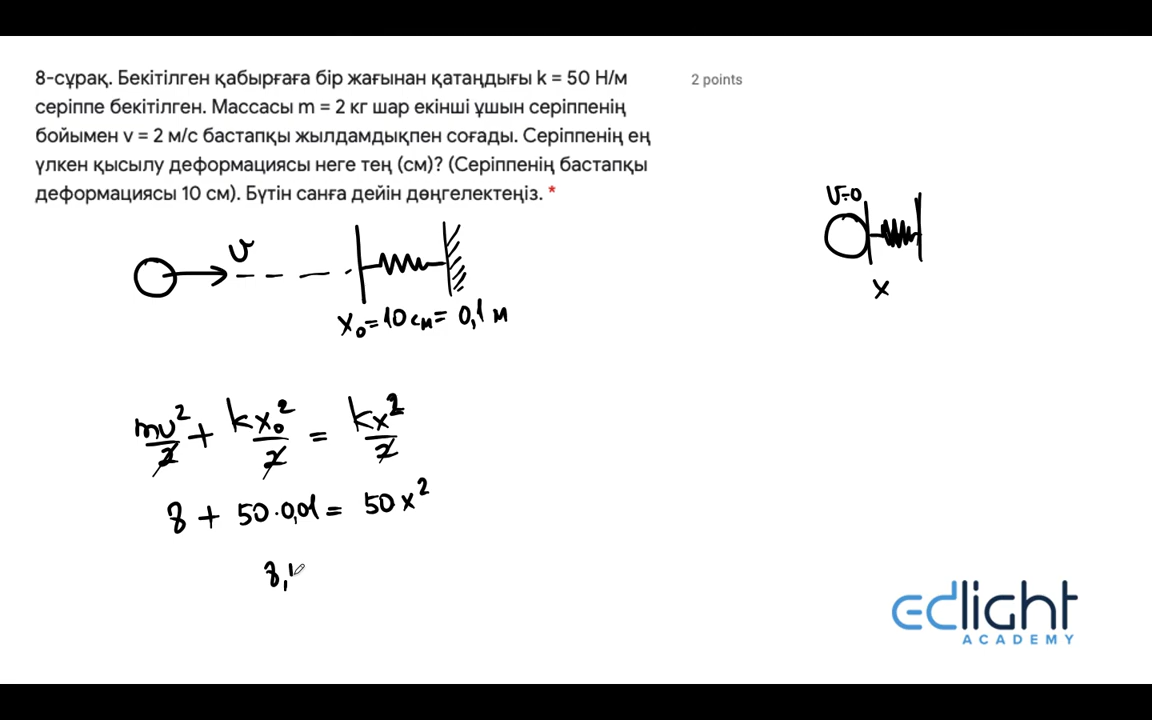 8-сұрақ. Бекітілген қабырғаға бір жағынан қатаңдығы k = 50 Н/м
2 points
серіппе бекітілген. Массасы m = 2 кг шар екінші ұшын серіппенің
бойымен v = 2 м/с бастапқы жылдамдықпен соғады. Серіппенің ең
үлкен қысылу деформациясы неге тең (см)? (Серіппенің бастапқы
деформациясы 10 см). Бүтін санға дейін дөңгелектеңіз. *
υ=0
υ
x
x₀=10 см= 0,1 м
mυ²/2 + kx₀²/2 = kx²/2
8 + 50·0,01= 50x²
8,
edlight
ACADEMY